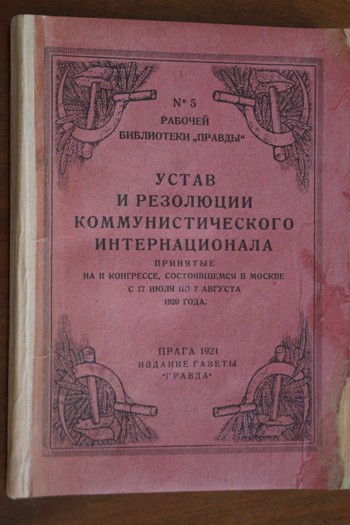 № 5
РАБОЧЕЙ
БИБЛИОТЕКИ „ПРАВДЫ“
УСТАВ
И РЕЗОЛЮЦИИ
КОММУНИСТИЧЕСКОГО
ИНТЕРНАЦИОНАЛА
ПРИНЯТЫЕ
НА II КОНГРЕССЕ, СОСТОЯВШЕМСЯ В МОСКВЕ
С 17 ИЮЛЯ ПО 7 АВГУСТА
1920 ГОДА.
ПРАГА 1921
ИЗДАНИЕ ГАЗЕТЫ
"ПРАВДА"